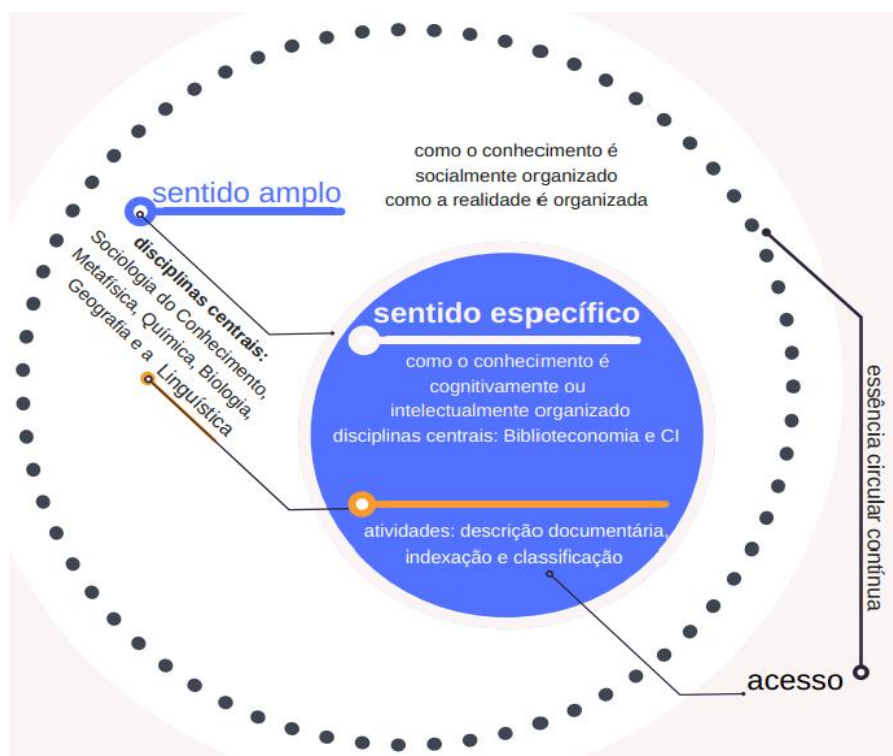 como o conhecimento é
socialmente organizado
como a realidade é organizada
sentido amplo
disciplinas centrais:
Sociologia do Conhecimento,
Metafísica, Química, Biologia,
Geografia e a Linguística
sentido específico
como o conhecimento é
cognitivamente ou
intelectualmente organizado
disciplinas centrais: Biblioteconomia e CI
atividades: descrição documentária,
indexação e classificação
essência circular contínua
acesso